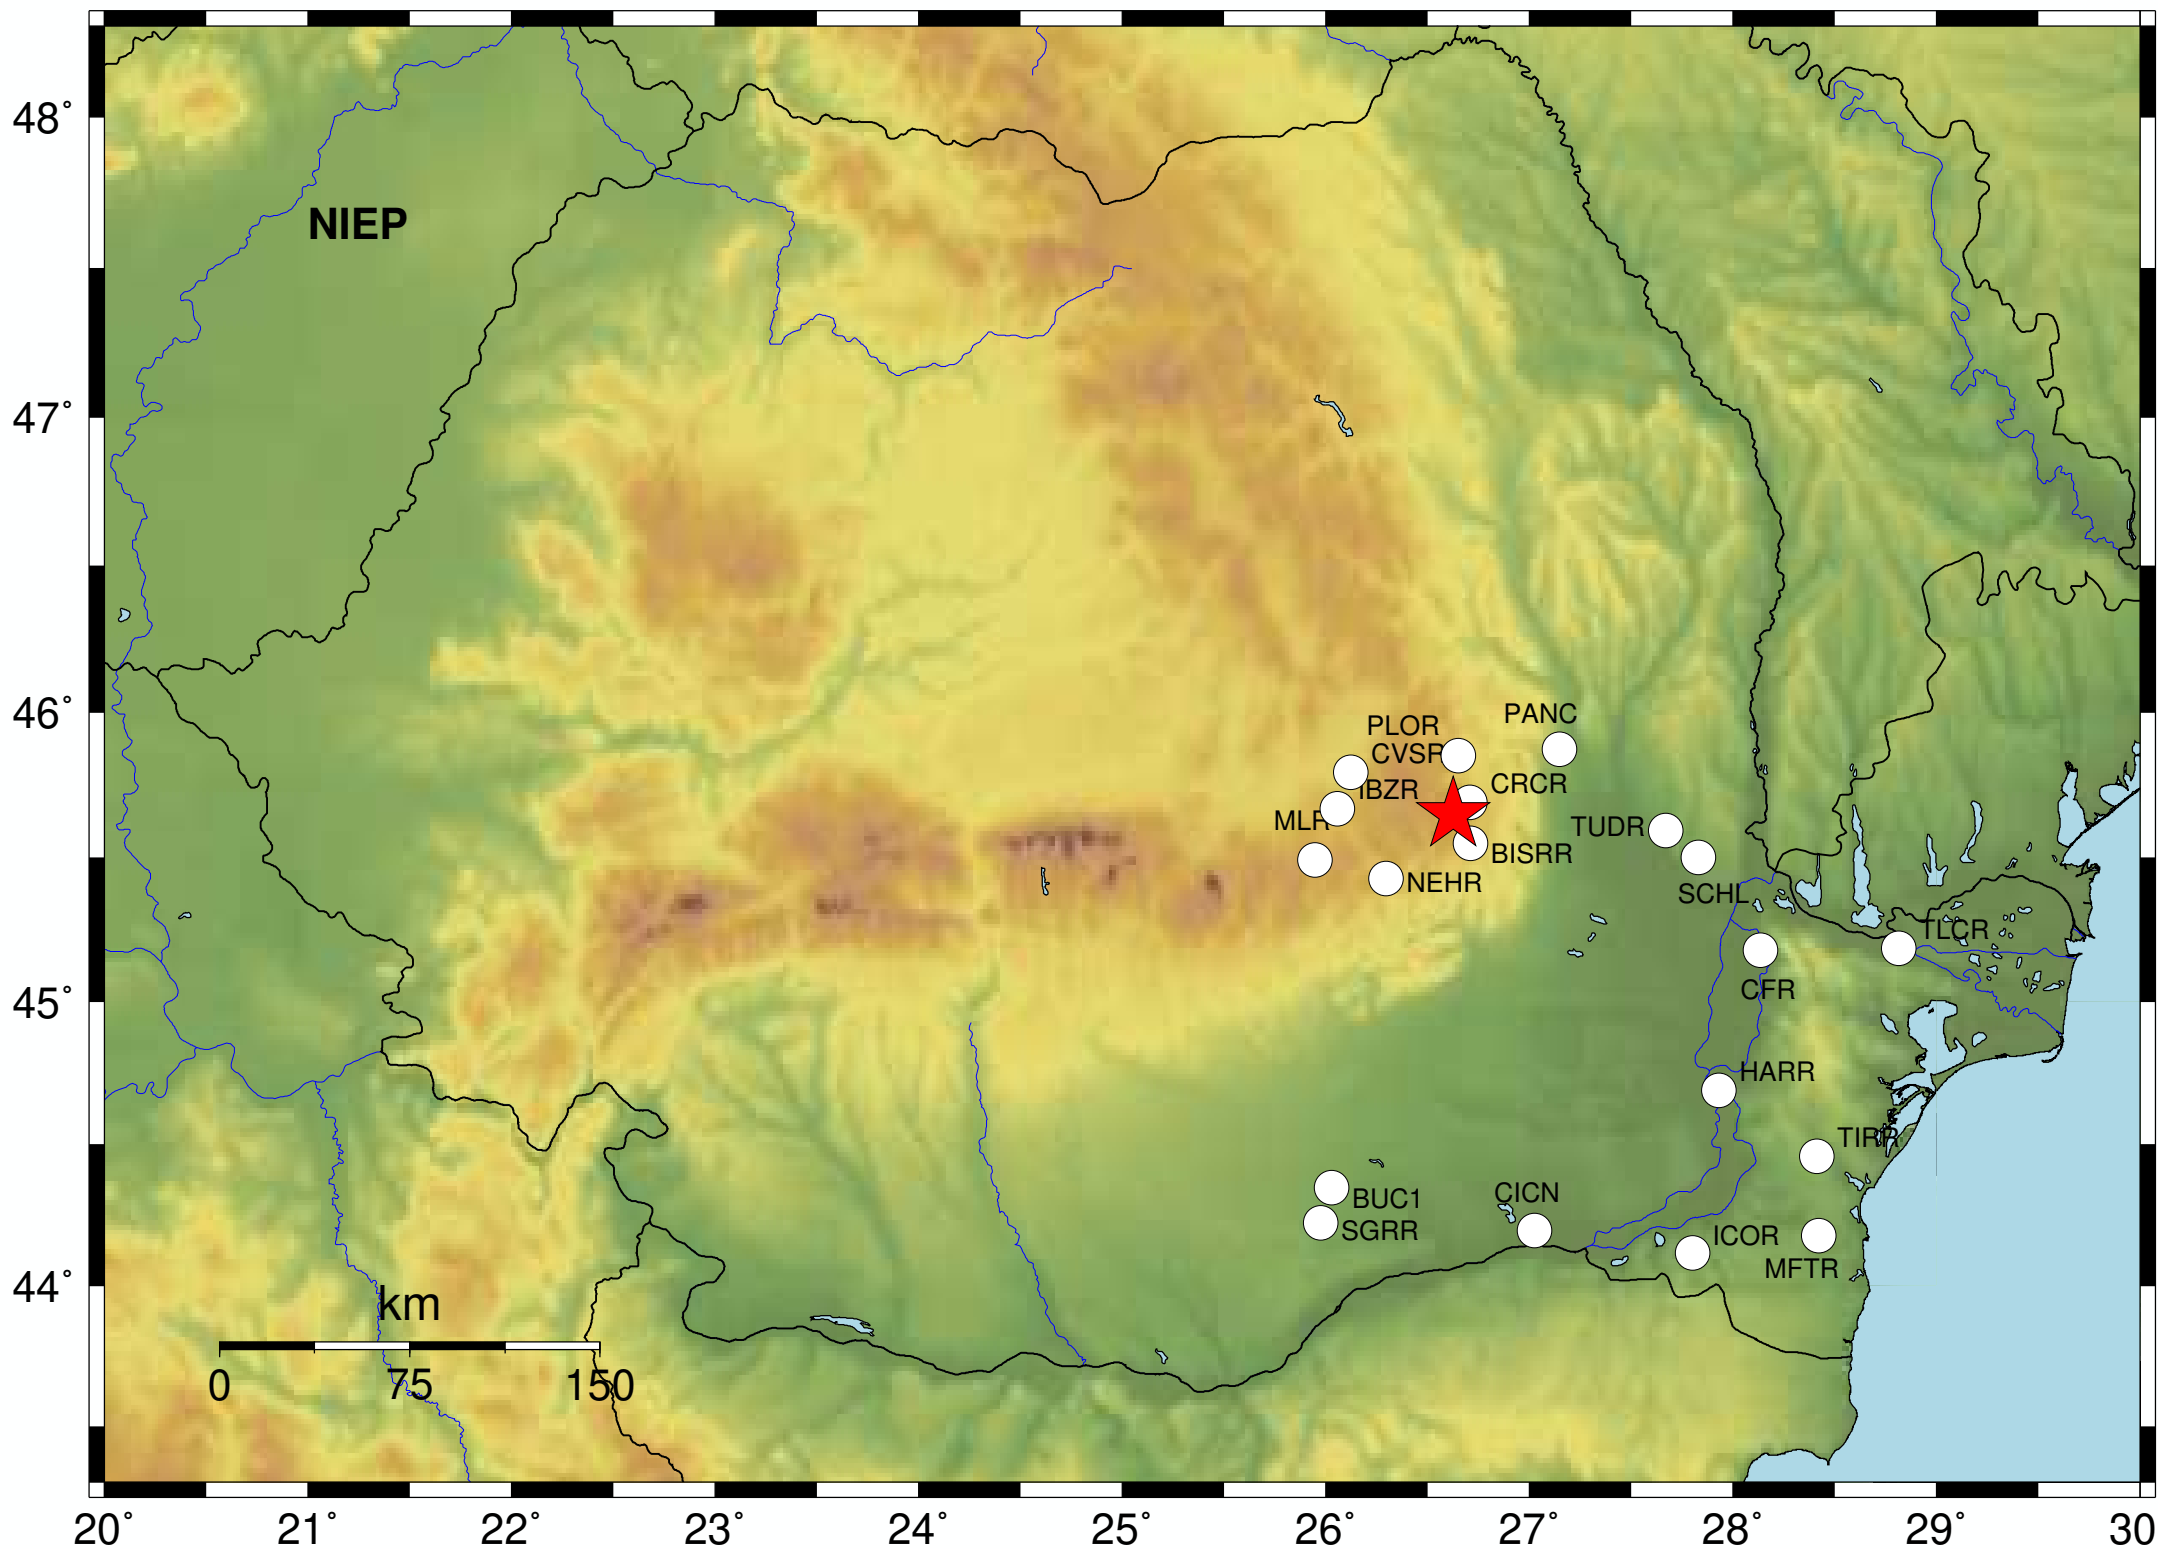 48°
NIEP
47°
46°
PLOR
PANC
CVSR
IBZR
CRCR
MLR
TUDR
BISRR
NEHR
SCHL
TLCR
45°
CFR
HARR
TIRR
BUC1
CICN
SGRR
ICOR
MFTR
44°
km
0 75 150
20° 21° 22° 23° 24° 25° 26° 27° 28° 29° 30